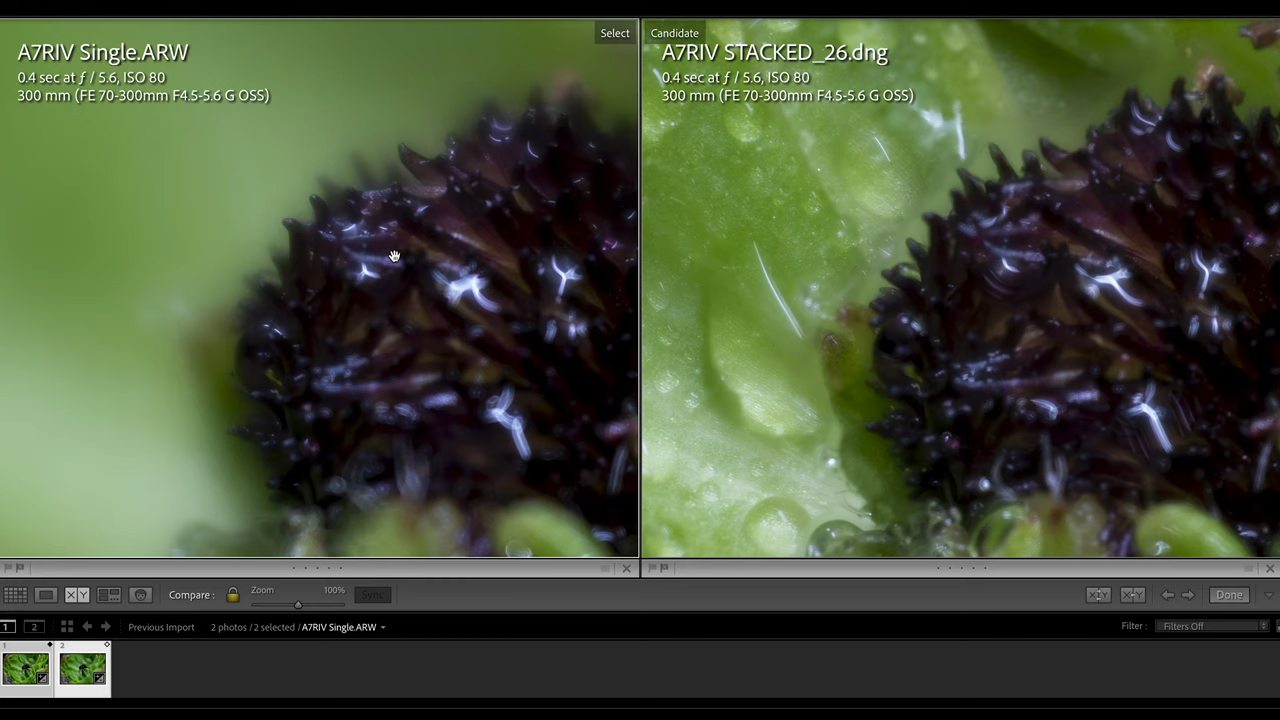 Select
A7RIV Single.ARW
0.4 sec at ƒ / 5.6, ISO 80
300 mm (FE 70-300mm F4.5-5.6 G OSS)
Candidate
A7RIV STACKED_26.dng
0.4 sec at ƒ / 5.6, ISO 80
300 mm (FE 70-300mm F4.5-5.6 G OSS)
X Y Compare : Zoom 100% Sync Done
1 2 Previous Import 2 photos / 2 selected / A7RIV Single.ARW Filter : Filters Off
1 2